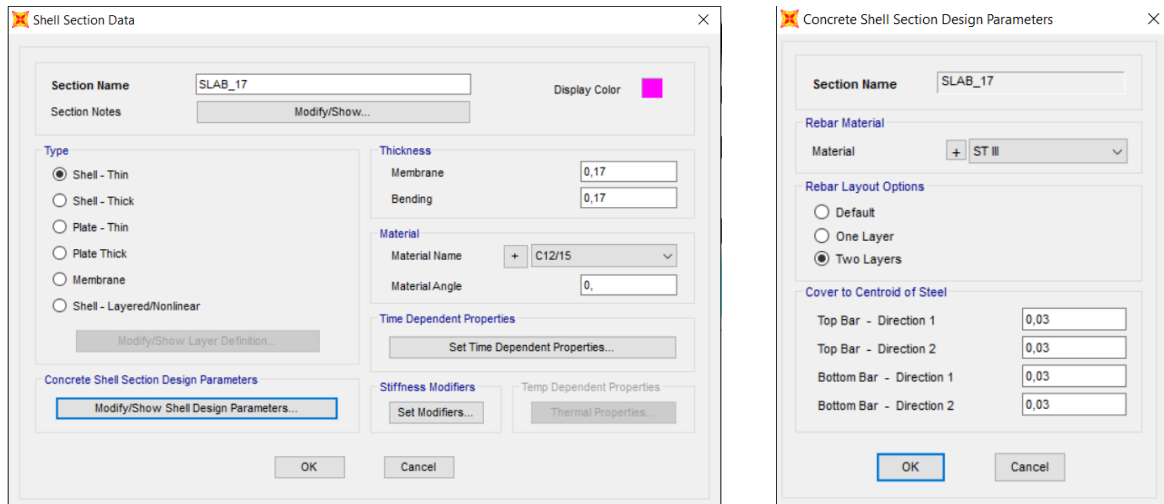 Shell Section Data
Section Name SLAB_17 Display Color
Section Notes Modify/Show...
Type
Shell - Thin
Shell - Thick
Plate - Thin
Plate Thick
Membrane
Shell - Layered/Nonlinear
Modify/Show Layer Definition...
Thickness
Membrane 0,17
Bending 0,17
Material
Material Name + C12/15
Material Angle 0,
Time Dependent Properties
Set Time Dependent Properties...
Concrete Shell Section Design Parameters
Modify/Show Shell Design Parameters...
Stiffness Modifiers
Set Modifiers...
Temp Dependent Properties
Thermal Properties...
OK Cancel
Concrete Shell Section Design Parameters
Section Name SLAB_17
Rebar Material
Material + ST III
Rebar Layout Options
Default
One Layer
Two Layers
Cover to Centroid of Steel
Top Bar - Direction 1 0,03
Top Bar - Direction 2 0,03
Bottom Bar - Direction 1 0,03
Bottom Bar - Direction 2 0,03
OK Cancel